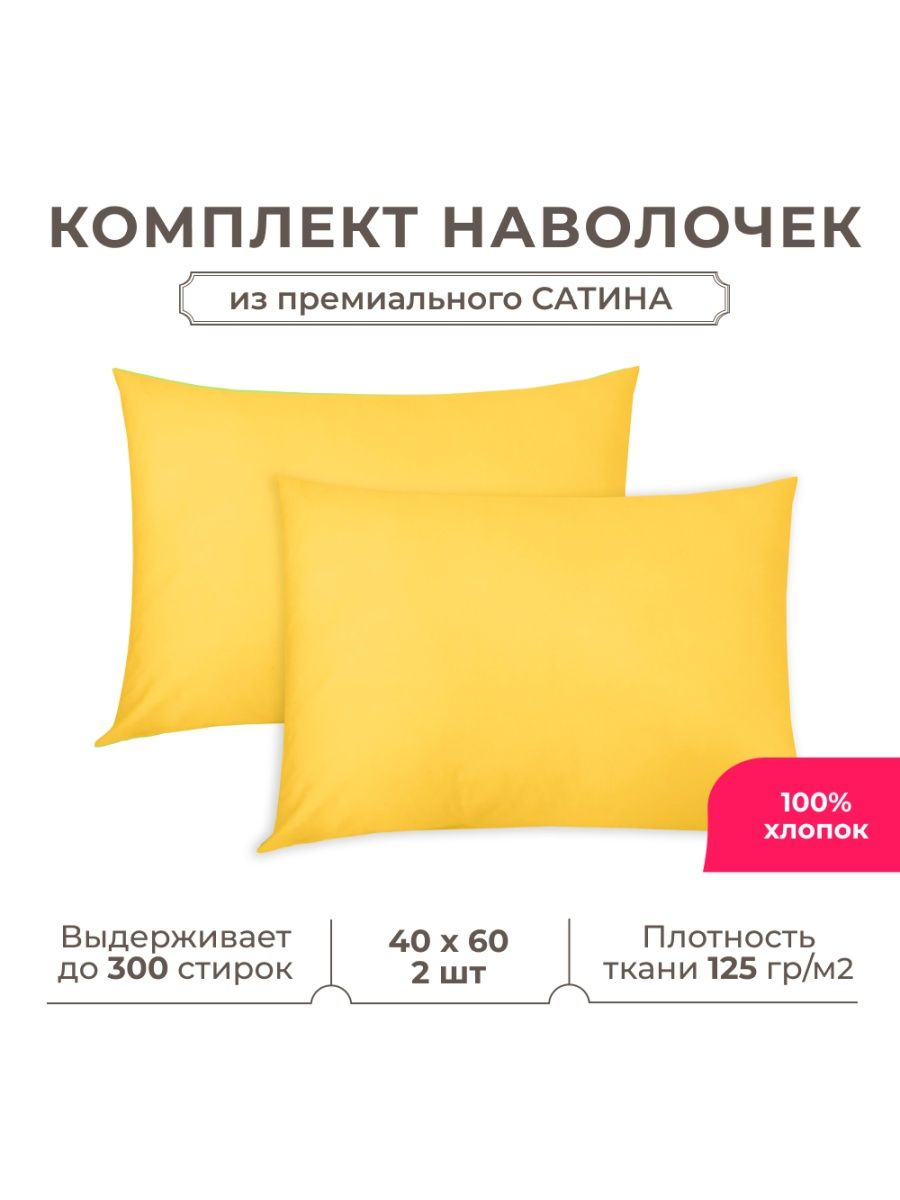 КОМПЛЕКТ НАВОЛОЧЕК
из премиального САТИНА
100%
хлопок
Выдерживает
до 300 стирок
40 х 60
2 шт
Плотность
ткани 125 гр/м2